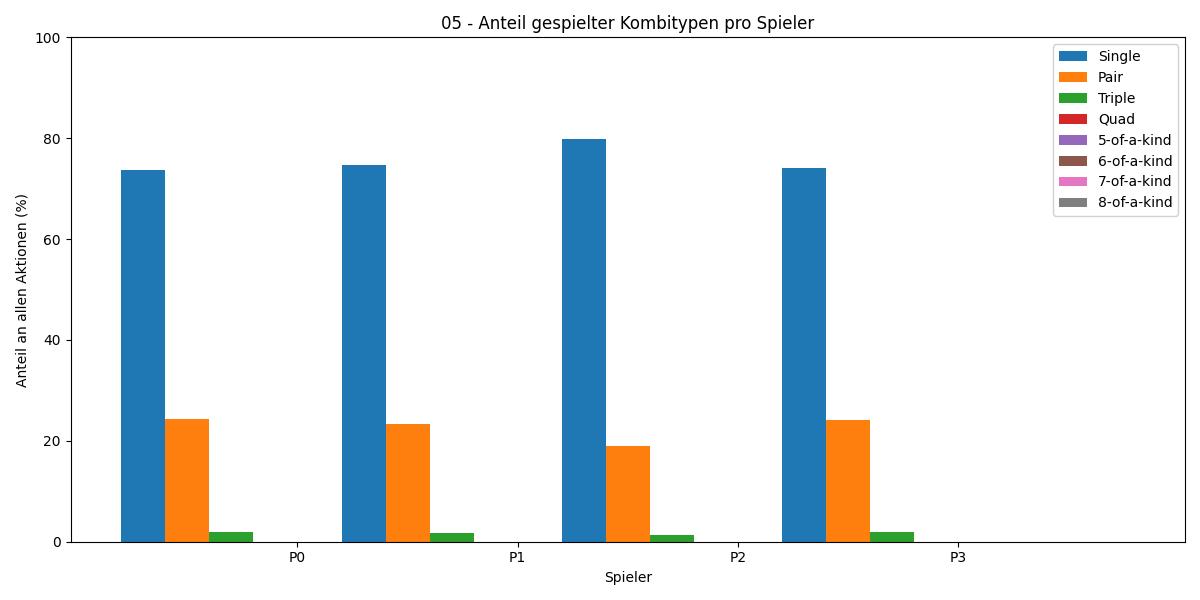 05 - Anteil gespielter Kombitypen pro Spieler
Anteil an allen Aktionen (%)
100
80
60
40
20
0
Single
Pair
Triple
Quad
5-of-a-kind
6-of-a-kind
7-of-a-kind
8-of-a-kind
P0 P1 P2 P3
Spieler